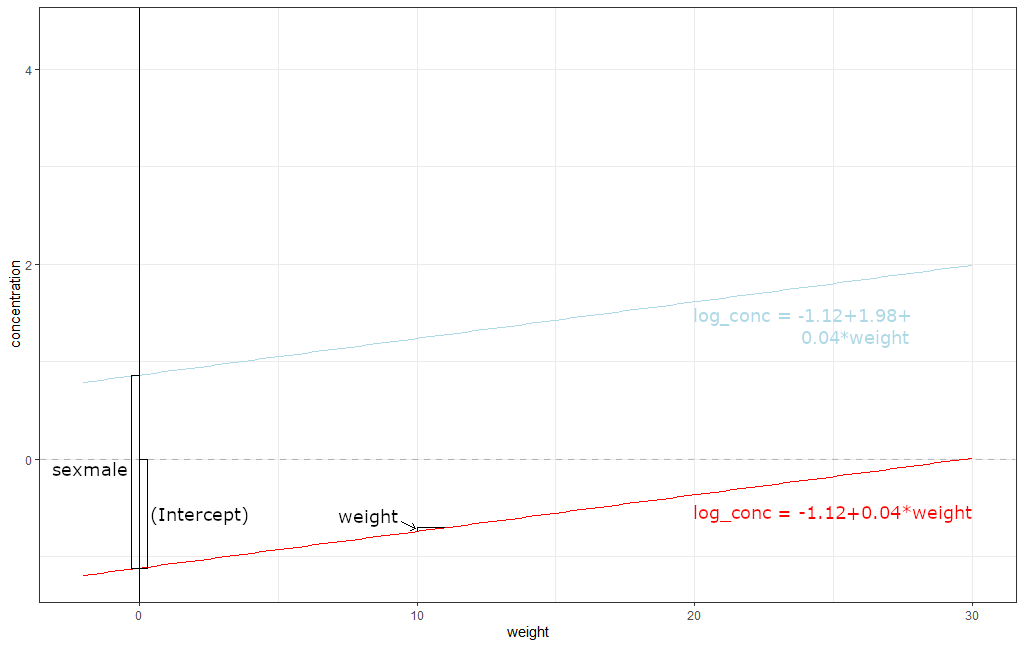 4
2
0
concentration
log_conc = -1.12+1.98+
0.04*weight
sexmale
(Intercept)
weight
log_conc = -1.12+0.04*weight
0
10
20
30
weight